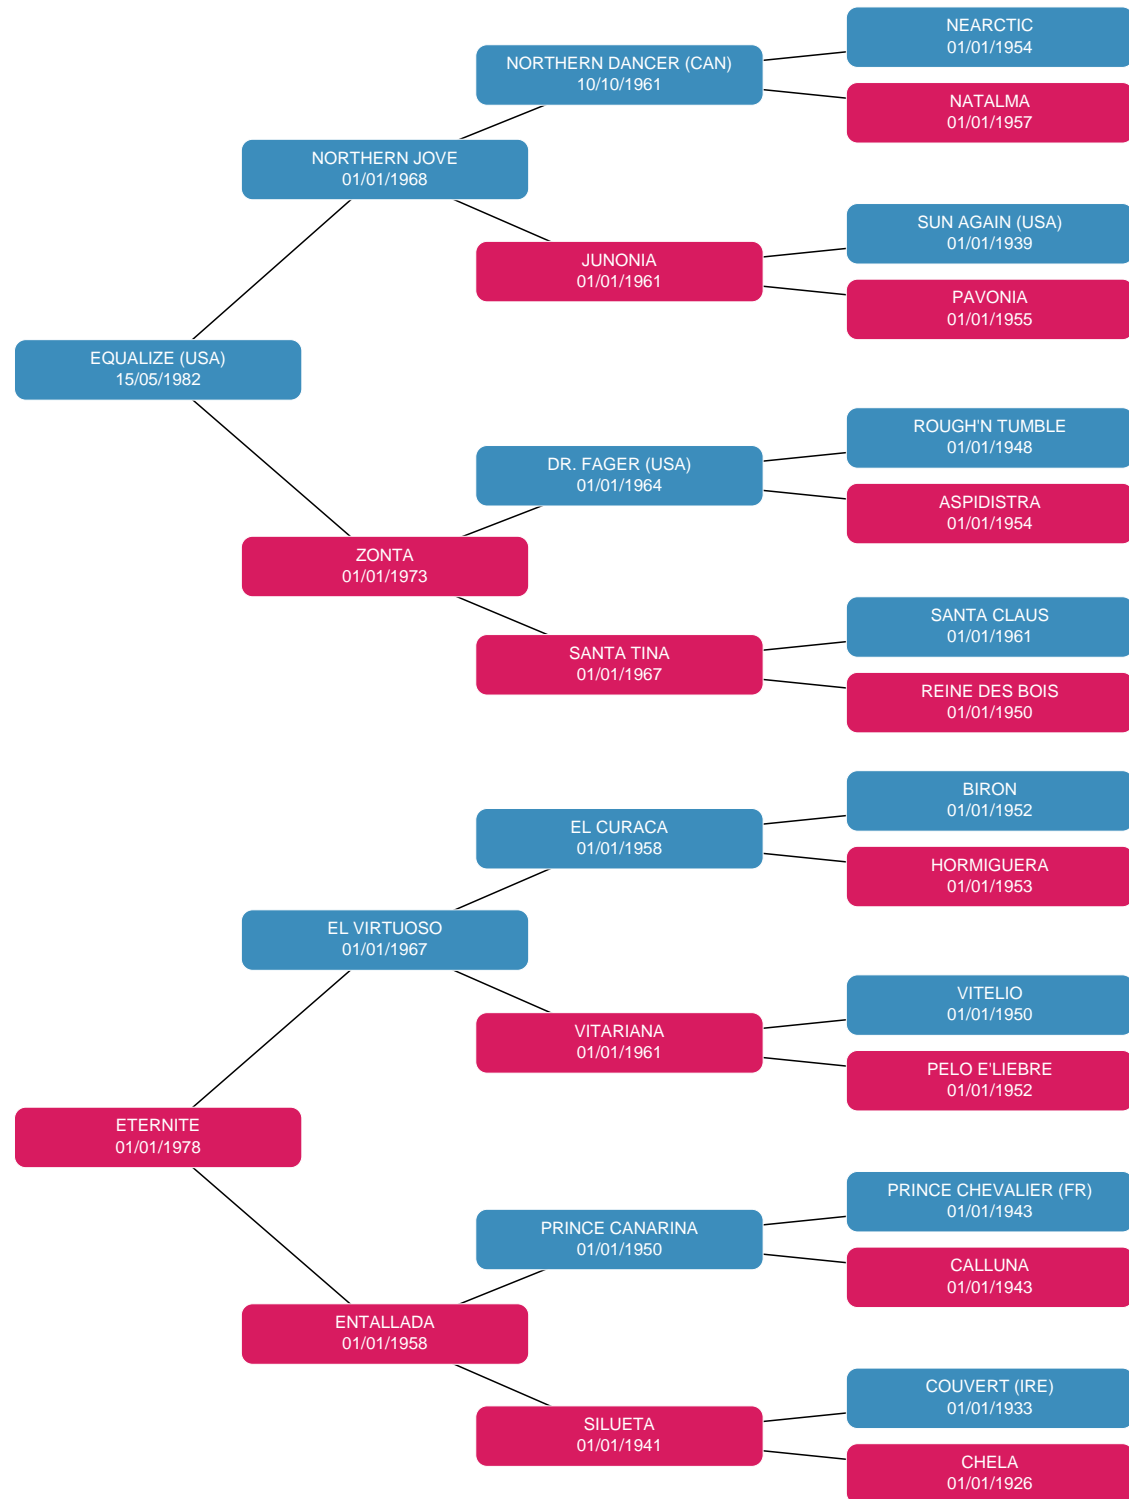 NEARCTIC
01/01/1954
NORTHERN DANCER (CAN)
10/10/1961
NATALMA
01/01/1957
NORTHERN JOVE
01/01/1968
SUN AGAIN (USA)
01/01/1939
JUNONIA
01/01/1961
PAVONIA
01/01/1955
EQUALIZE (USA)
15/05/1982
ROUGH'N TUMBLE
01/01/1948
DR. FAGER (USA)
01/01/1964
ASPIDISTRA
01/01/1954
ZONTA
01/01/1973
SANTA CLAUS
01/01/1961
SANTA TINA
01/01/1967
REINE DES BOIS
01/01/1950
BIRON
01/01/1952
EL CURACA
01/01/1958
HORMIGUERA
01/01/1953
EL VIRTUOSO
01/01/1967
VITELIO
01/01/1950
VITARIANA
01/01/1961
PELO E'LIEBRE
01/01/1952
ETERNITE
01/01/1978
PRINCE CHEVALIER (FR)
01/01/1943
PRINCE CANARINA
01/01/1950
CALLUNA
01/01/1943
ENTALLADA
01/01/1958
COUVERT (IRE)
01/01/1933
SILUETA
01/01/1941
CHELA
01/01/1926